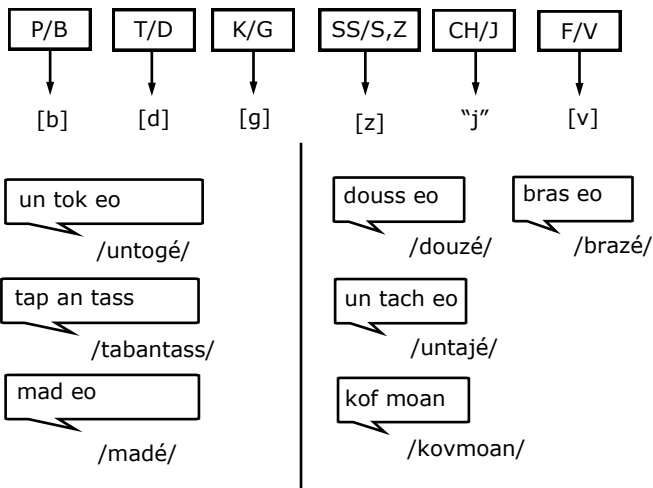 P/B T/D K/G SS/S,Z CH/J F/V
[b] [d] [g] [z] “j” [v]
un tok eo
/untogé/
tap an tass
/tabantass/
mad eo
/madé/
douss eo
/douzé/
bras eo
/brazé/
un tach eo
/untajé/
kof moan
/kovmoan/